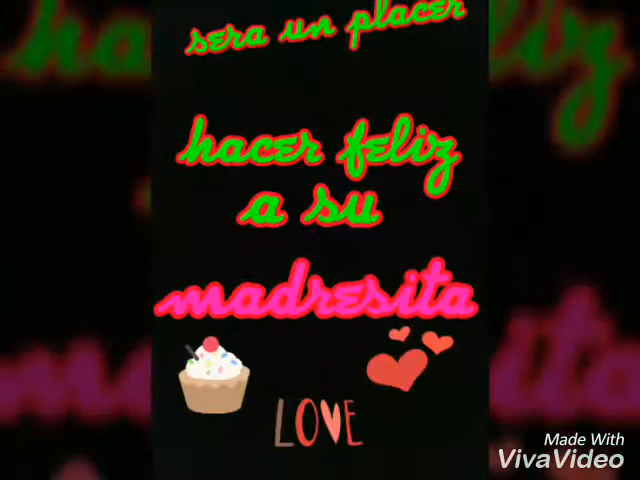 sera un placer
hacer feliz
a su
madresita
LOVE
Made With
VivaVideo